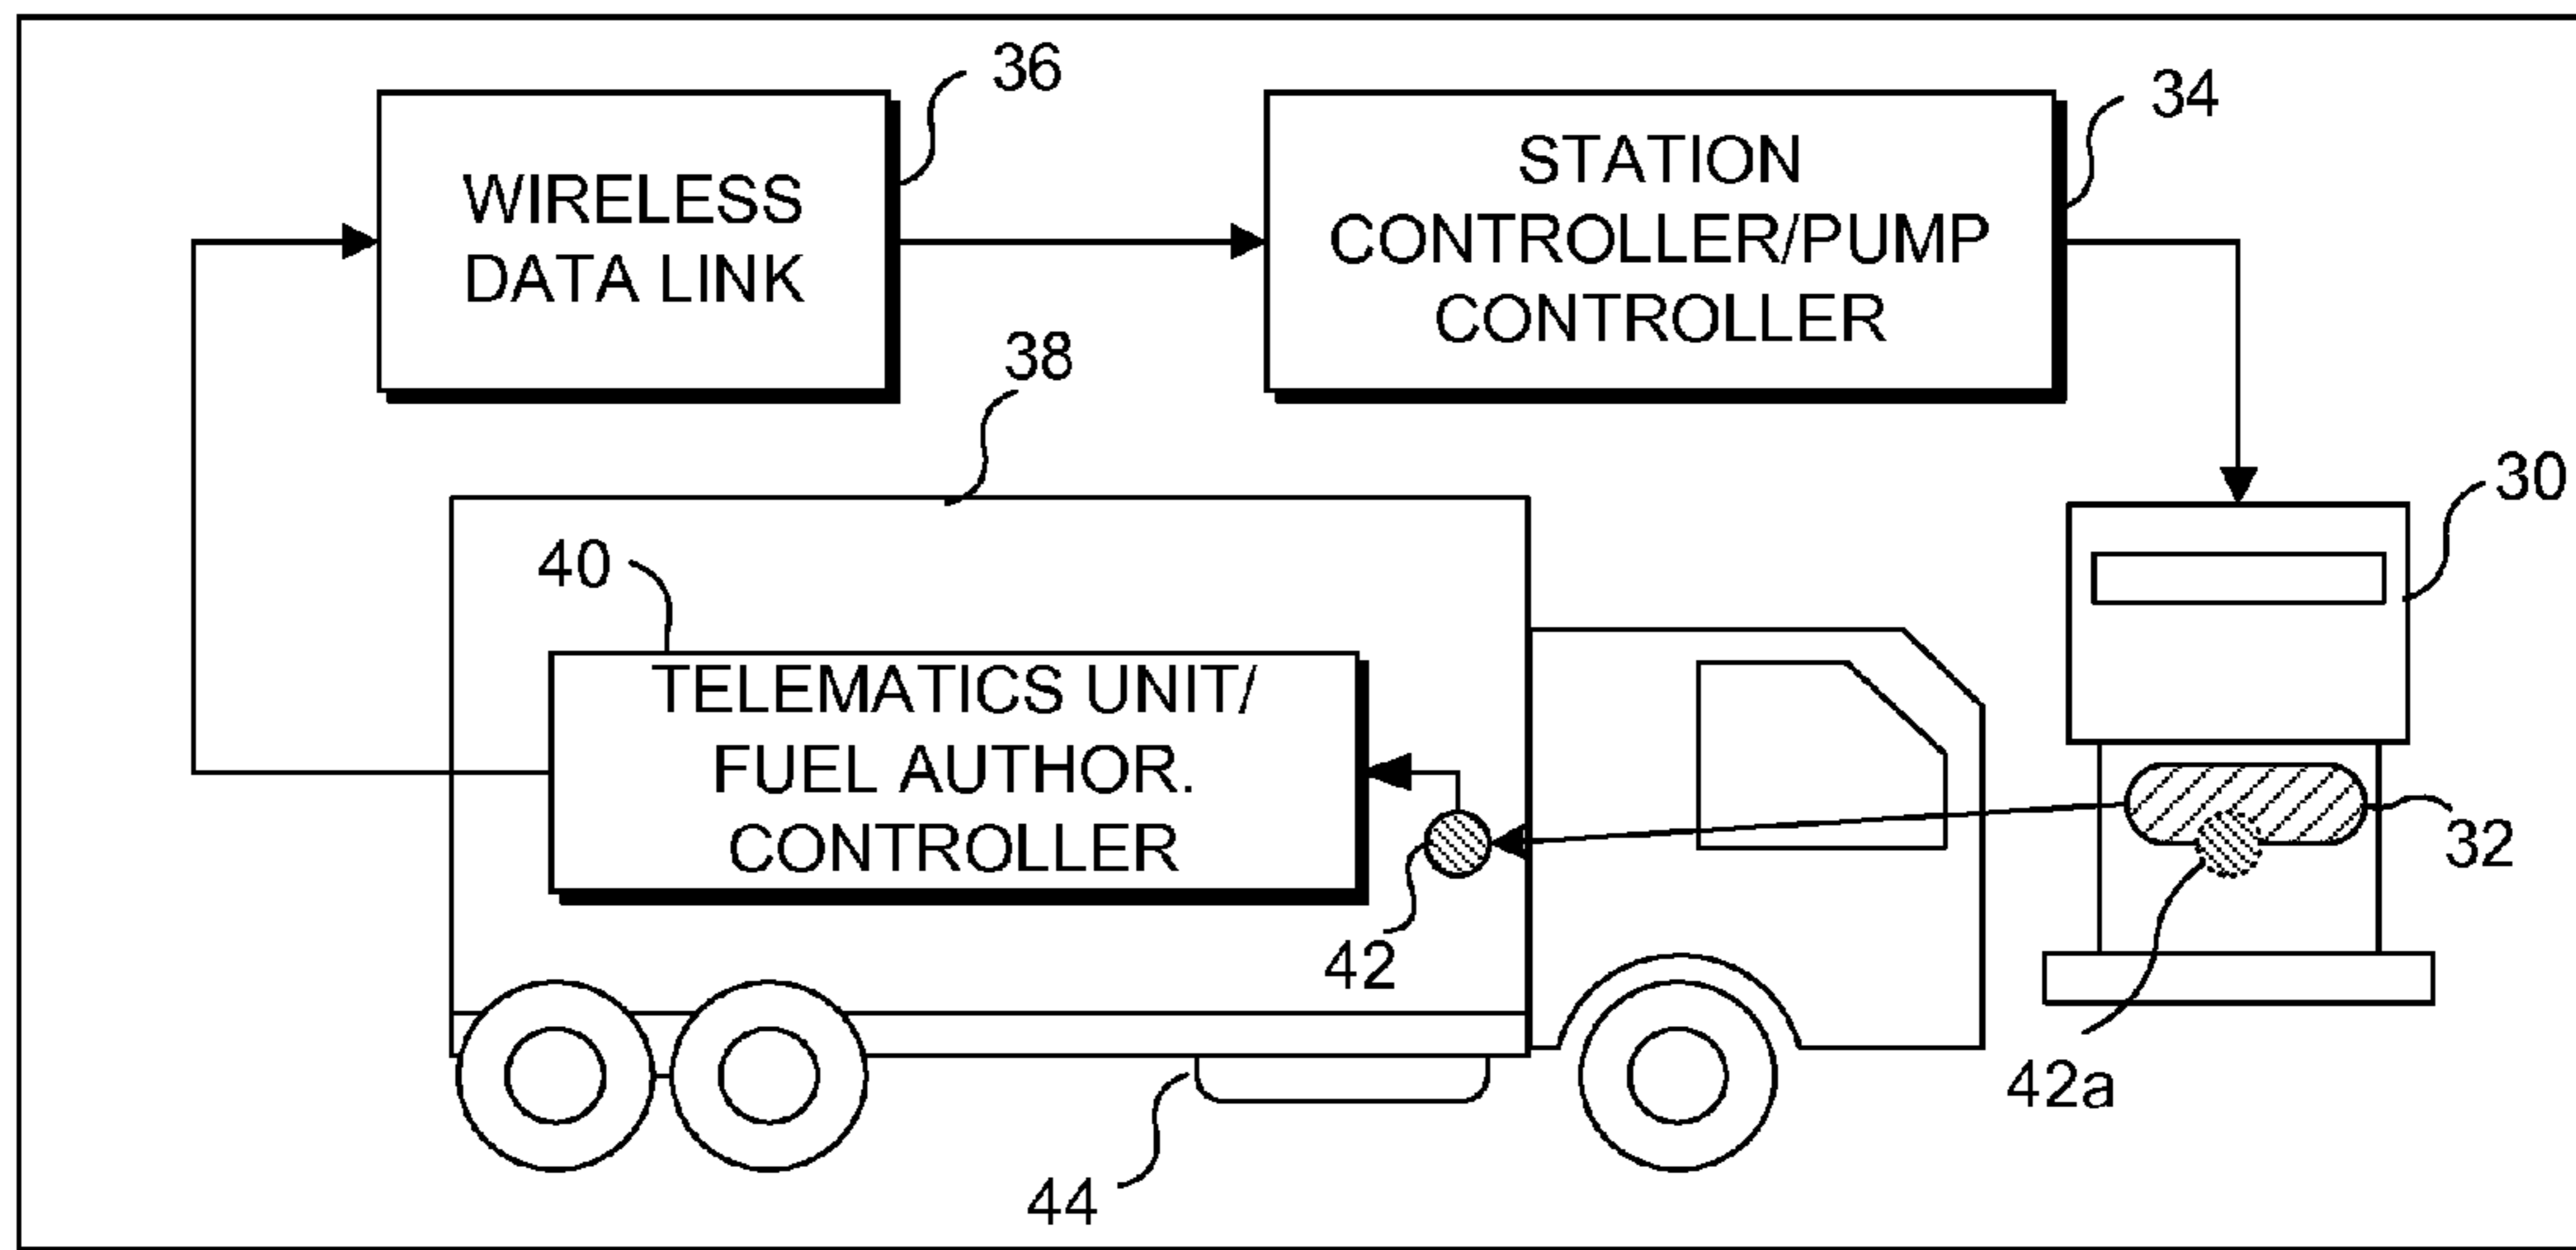 36
34
WIRELESS
DATA LINK
STATION
CONTROLLER/PUMP
CONTROLLER
38
30
40
TELEMATICS UNIT/
FUEL AUTHOR.
CONTROLLER
32
42
42a
44